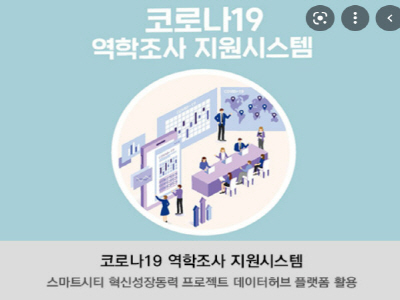 코로나19
역학조사 지원시스템
코로나19 역학조사 지원시스템
스마트시티 혁신성장동력 프로젝트 데이터허브 플랫폼 활용